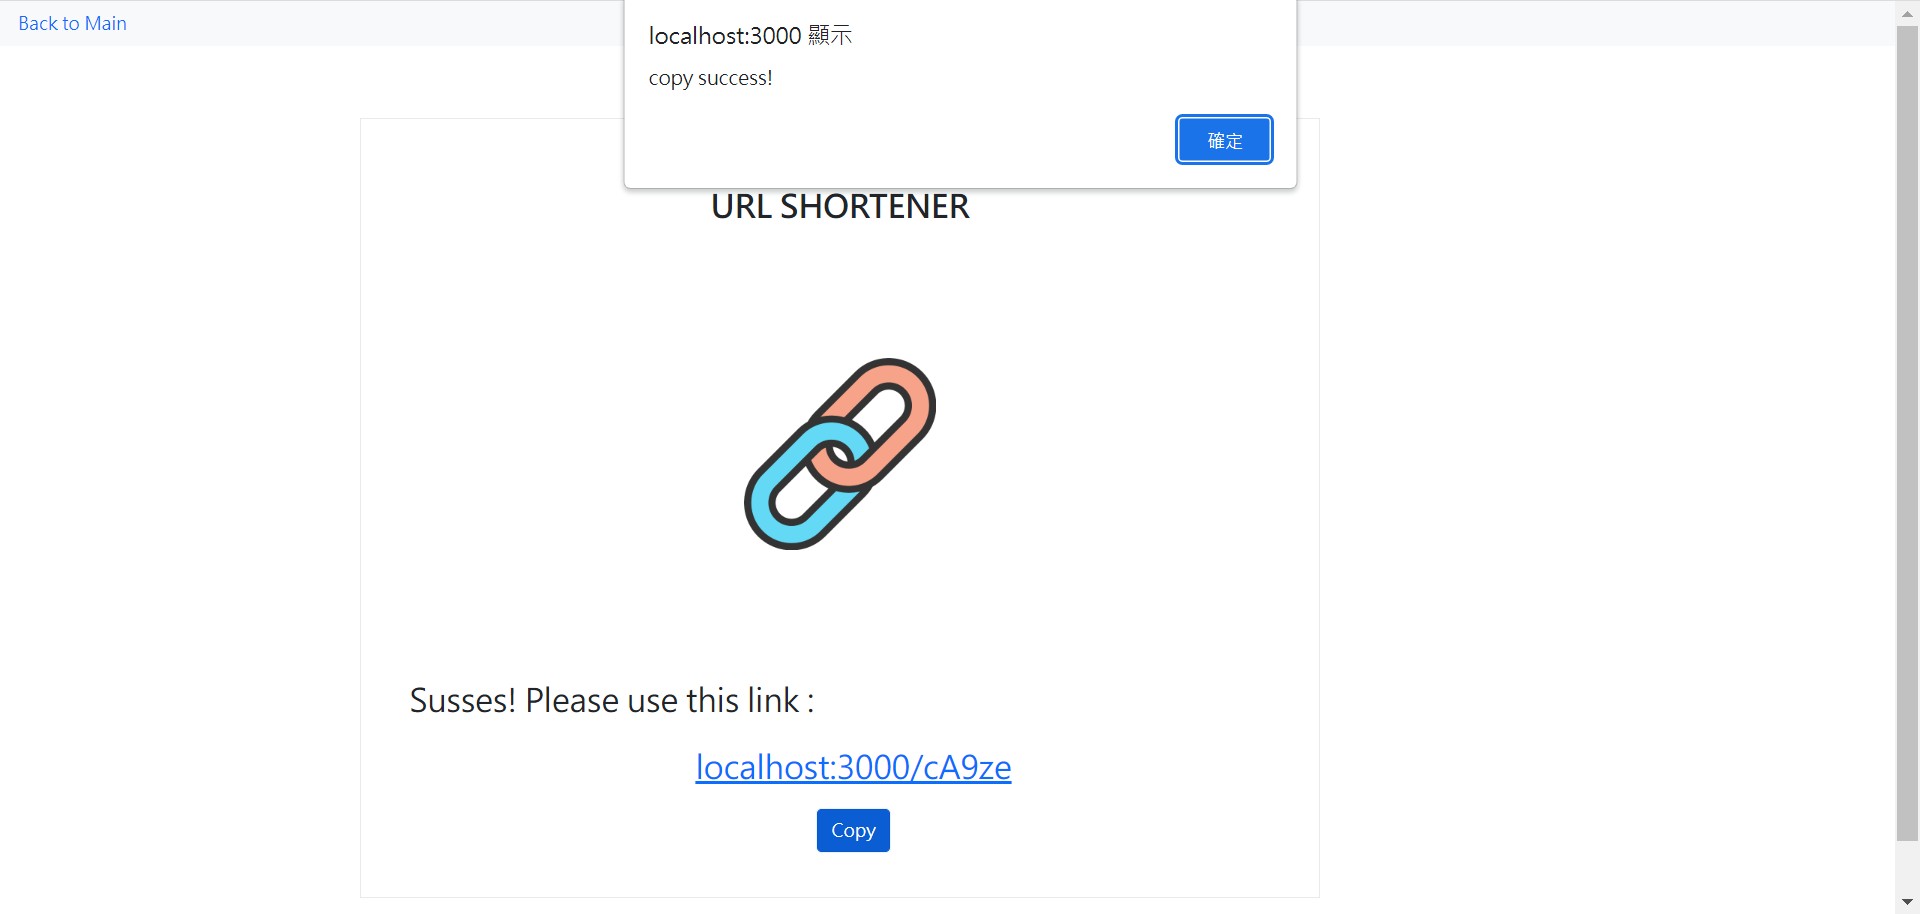 Back to Main
localhost:3000 顯示
copy success!
確定
URL SHORTENER
Susses! Please use this link :
localhost:3000/cA9ze
Copy